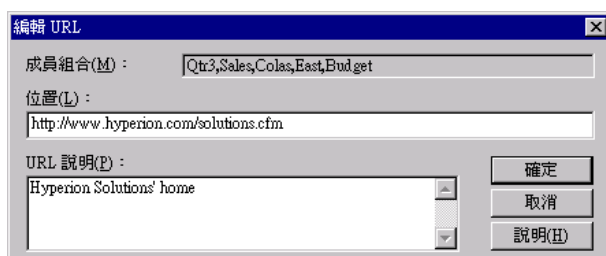 編輯 URL
成員組合(M)：
Qtr3,Sales,Colas,East,Budget
位置(L)：
http://www.hyperion.com/solutions.cfm
URL 說明(P)：
Hyperion Solutions' home
確定
取消
說明(H)